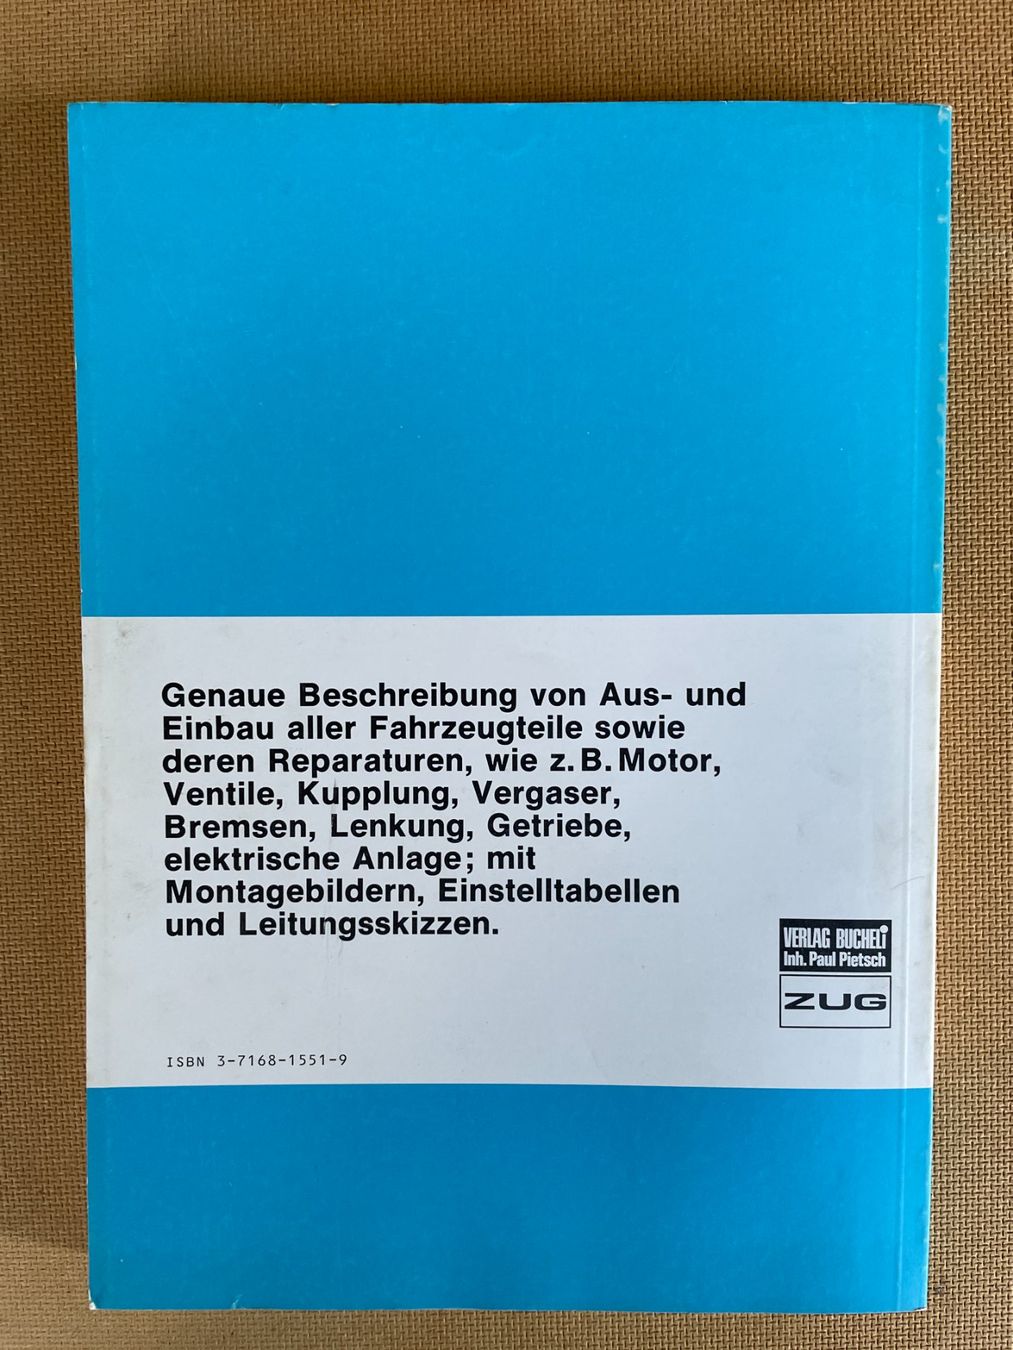 Genaue Beschreibung von Aus- und
Einbau aller Fahrzeugteile sowie
deren Reparaturen, wie z.B. Motor,
Ventile, Kupplung, Vergaser,
Bremsen, Lenkung, Getriebe,
elektrische Anlage; mit
Montagebildern, Einstelltabellen
und Leitungsskizzen.
VERLAG BUCHELi
Inh. Paul Pietsch
ZUG
ISBN 3-7168-1551-9